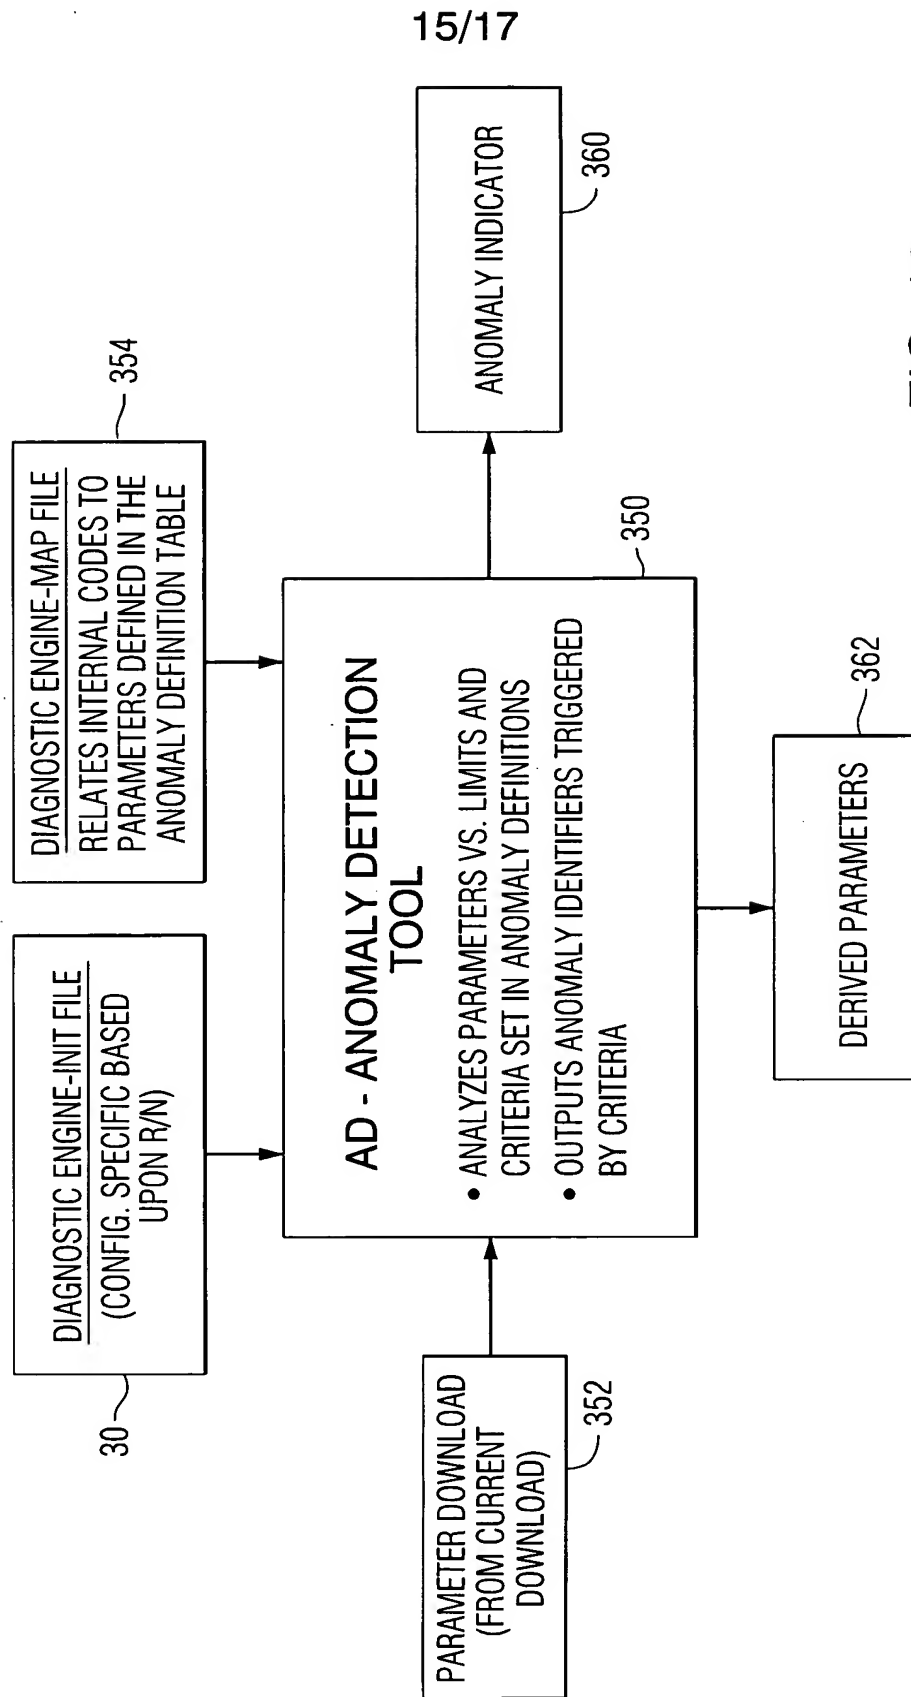 15/17
DIAGNOSTIC ENGINE-INIT FILE
(CONFIG. SPECIFIC BASED
UPON R/N)
30
DIAGNOSTIC ENGINE-MAP FILE
RELATES INTERNAL CODES TO
PARAMETERS DEFINED IN THE
ANOMALY DEFINITION TABLE
354
PARAMETER DOWNLOAD
(FROM CURRENT
DOWNLOAD)
352
AD - ANOMALY DETECTION
TOOL
• ANALYZES PARAMETERS VS. LIMITS AND
CRITERIA SET IN ANOMALY DEFINITIONS
• OUTPUTS ANOMALY IDENTIFIERS TRIGGERED
BY CRITERIA
350
ANOMALY INDICATOR
360
DERIVED PARAMETERS
362